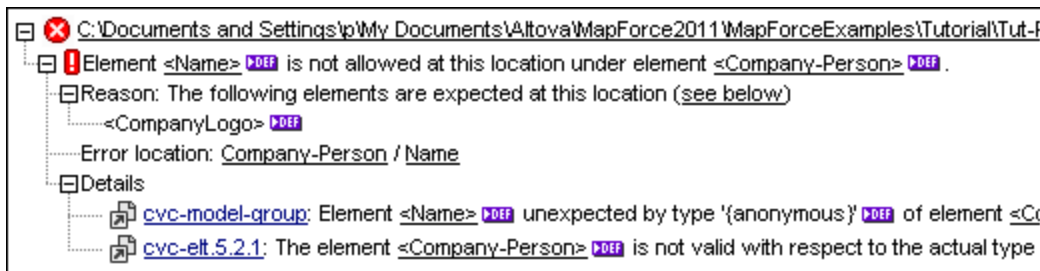 C:\Documents and Settings\p\My Documents\Altova\MapForce2011\MapForceExamples\Tutorial\Tut-
Element <Name> DEF is not allowed at this location under element <Company-Person> DEF .
Reason: The following elements are expected at this location (see below)
<CompanyLogo> DEF
Error location: Company-Person / Name
Details
cvc-model-group: Element <Name> DEF unexpected by type '{anonymous}' DEF of element
cvc-elt.5.2.1: The element <Company-Person> DEF is not valid with respect to the actual type